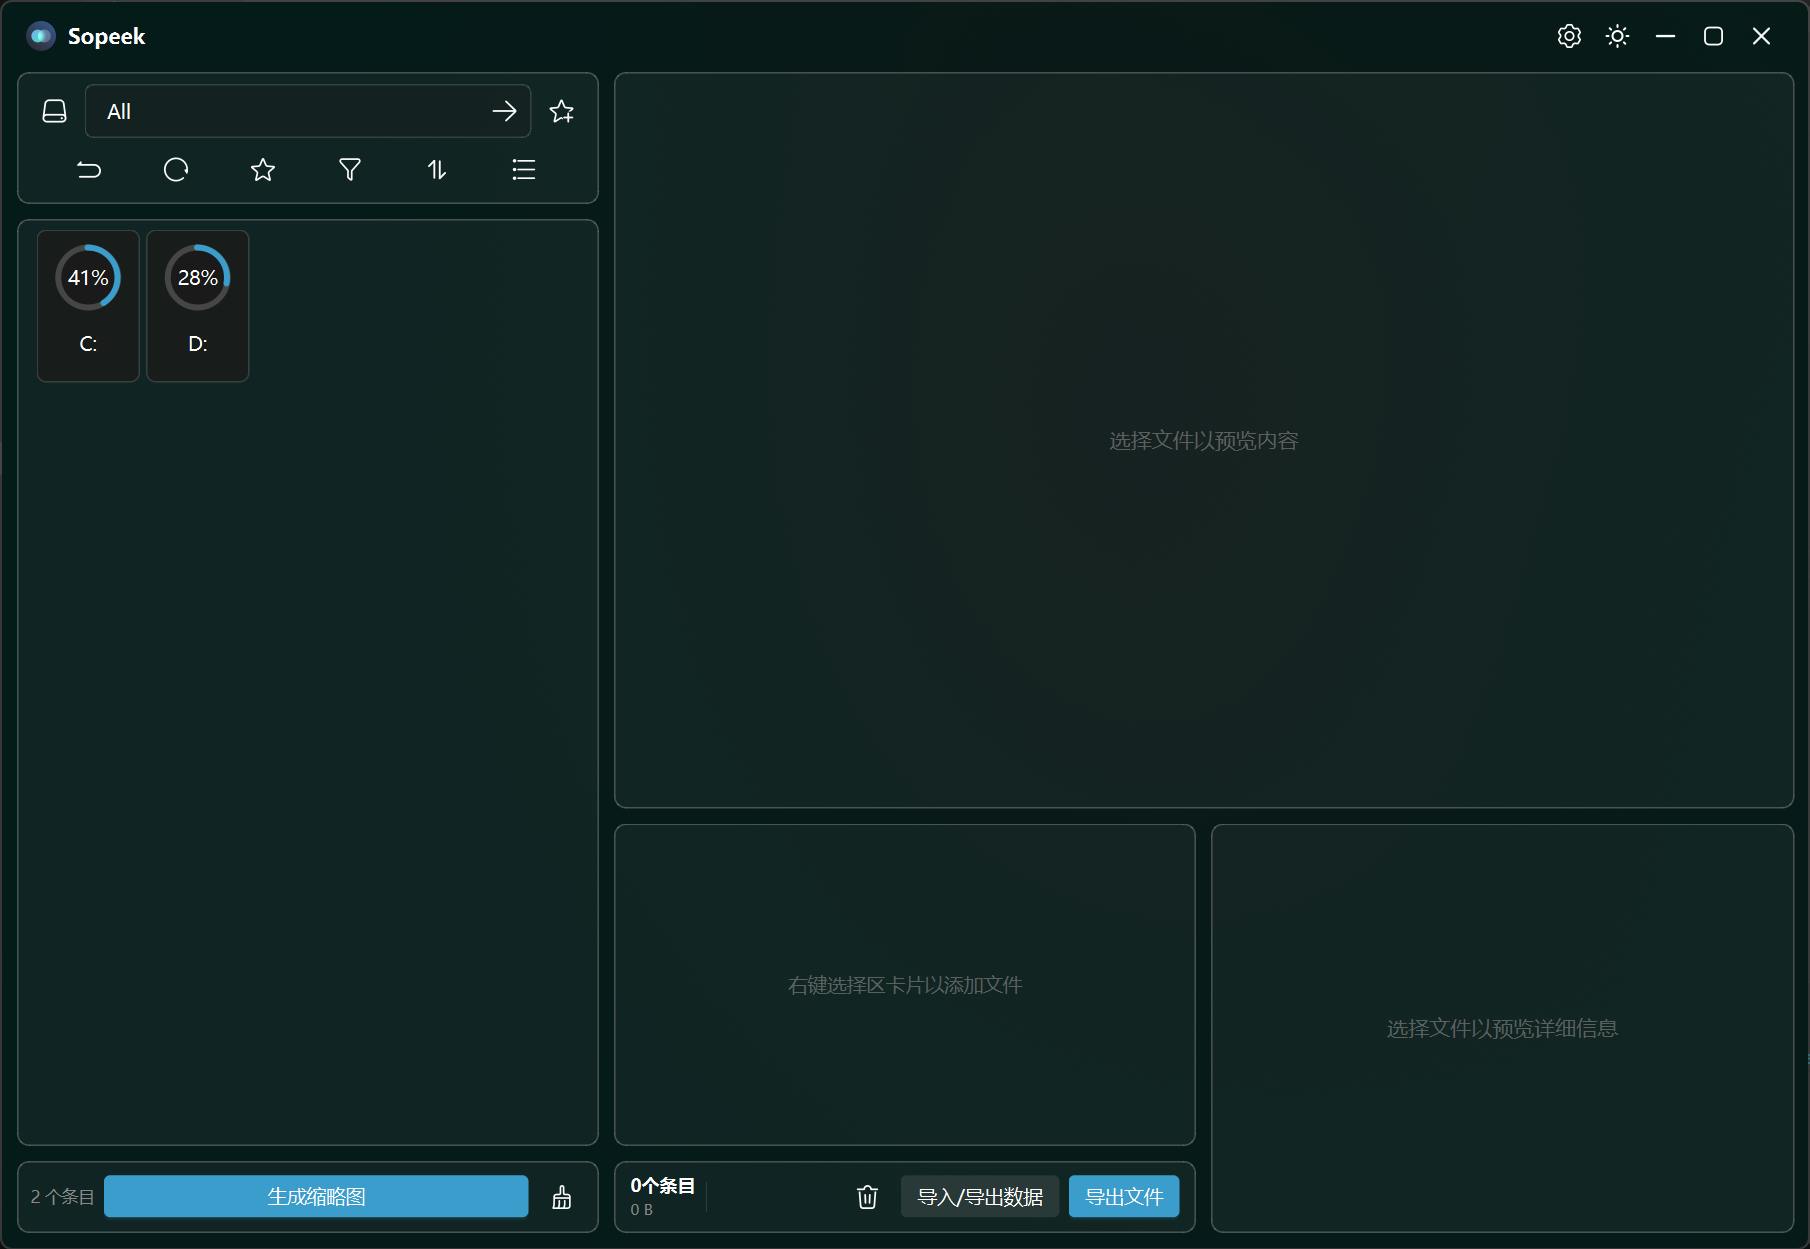 Sopeek
All
41%
28%
C:
D:
选择文件以预览内容
右键选择区卡片以添加文件
选择文件以预览详细信息
2 个条目
生成缩略图
0个条目
0 B
导入/导出数据
导出文件